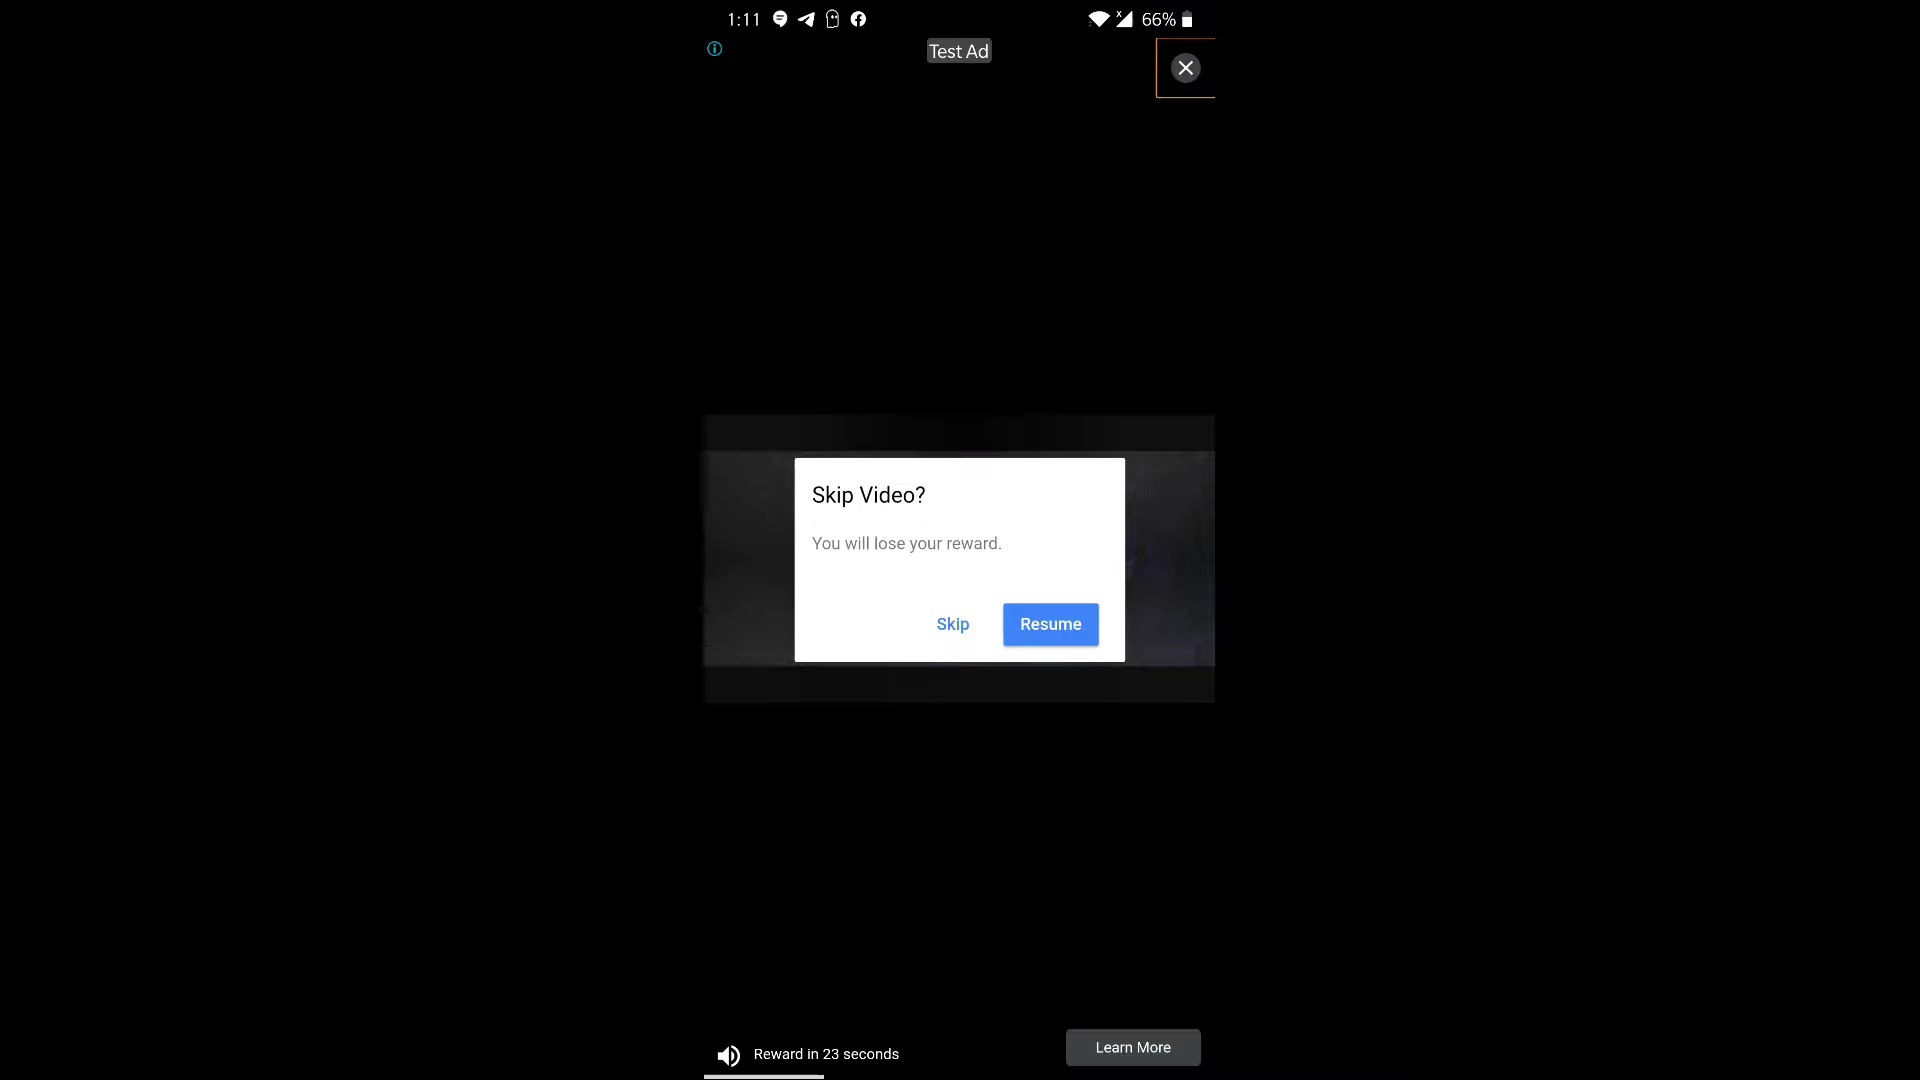 1:11
66%
Test Ad
Skip Video?
You will lose your reward.
Skip
Resume
Reward in 23 seconds
Learn More